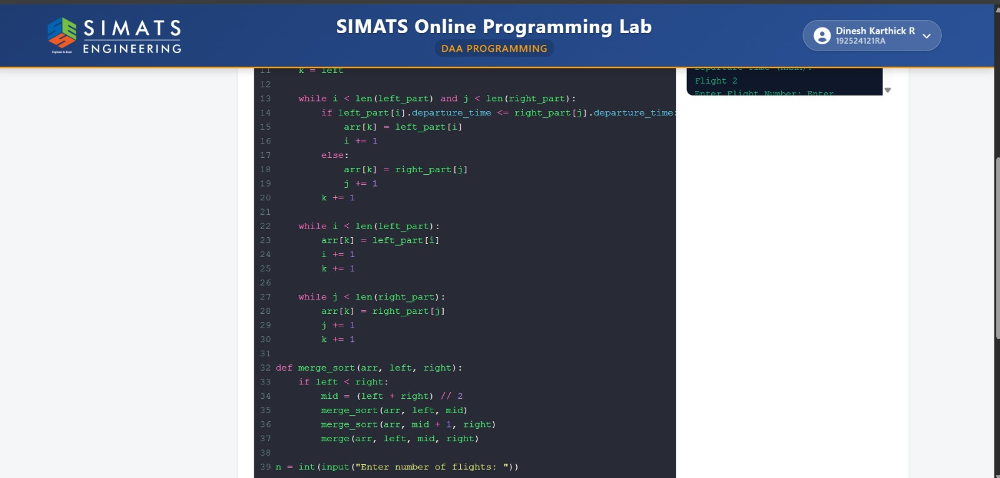 SIMATS
ENGINEERING
Engineer to Excel
SIMATS Online Programming Lab
DAA PROGRAMMING
Dinesh Karthick R
192524121RA
11     k = left
12
13     while i < len(left_part) and j < len(right_part):
14         if left_part[i].departure_time <= right_part[j].departure_time:
15             arr[k] = left_part[i]
16             i += 1
17         else:
18             arr[k] = right_part[j]
19             j += 1
20         k += 1
21
22     while i < len(left_part):
23         arr[k] = left_part[i]
24         i += 1
25         k += 1
26
27     while j < len(right_part):
28         arr[k] = right_part[j]
29         j += 1
30         k += 1
31
32 def merge_sort(arr, left, right):
33     if left < right:
34         mid = (left + right) // 2
35         merge_sort(arr, left, mid)
36         merge_sort(arr, mid + 1, right)
37         merge(arr, left, mid, right)
38
39 n = int(input("Enter number of flights: "))
Departure Time (HHMM):
Flight 2
Enter Flight Number: Enter